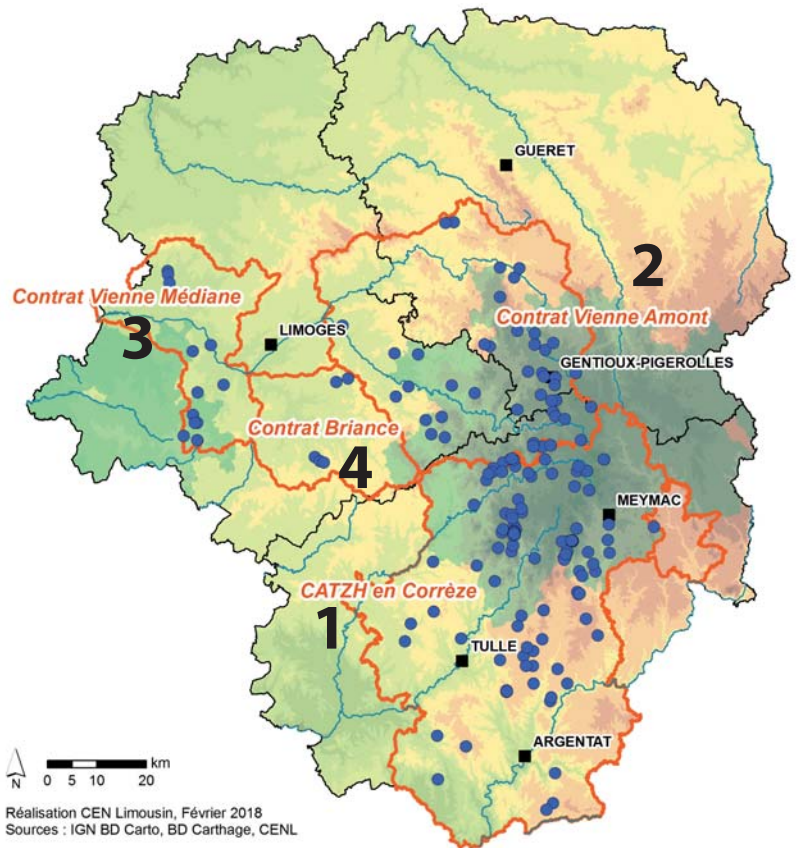 GUERET
2
Contrat Vienne Médiane
Contrat Vienne Amont
3
LIMOGES
GENTIOUX-PIGEROLLES
Contrat Briance
4
MEYMAC
CATZH en Corrèze
1
TULLE
ARGENTAT
N
0 5 10 20 km
Réalisation CEN Limousin, Février 2018
Sources : IGN BD Carto, BD Carthage, CENL